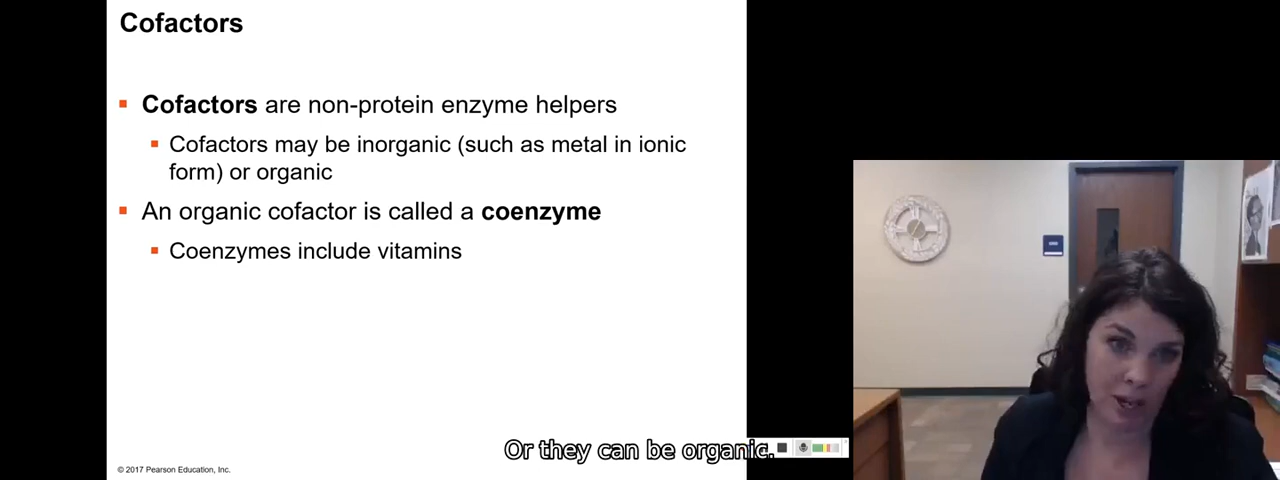 Cofactors
Cofactors are non-protein enzyme helpers
Cofactors may be inorganic (such as metal in ionic
form) or organic
An organic cofactor is called a coenzyme
Coenzymes include vitamins
Or they can be organic.
© 2017 Pearson Education, Inc.